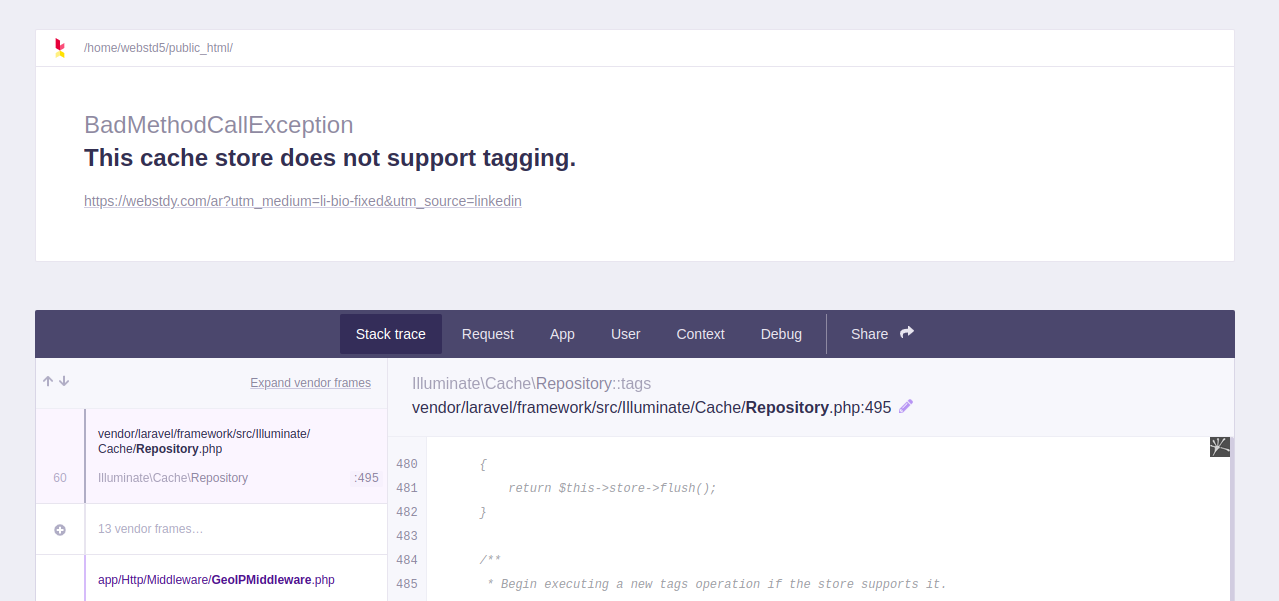 /home/webstd5/public_html/
BadMethodCallException
This cache store does not support tagging.
https://webstdy.com/ar?utm_medium=li-bio-fixed&utm_source=linkedin
Stack trace Request App User Context Debug Share
Expand vendor frames
vendor/laravel/framework/src/Illuminate/
Cache/Repository.php
60 Illuminate\Cache\Repository :495
13 vendor frames…
app/Http/Middleware/GeoIPMiddleware.php
Illuminate\Cache\Repository::tags
vendor/laravel/framework/src/Illuminate/Cache/Repository.php:495
480 {
481 return $this->store->flush();
482 }
483
484 /**
485 * Begin executing a new tags operation if the store supports it.